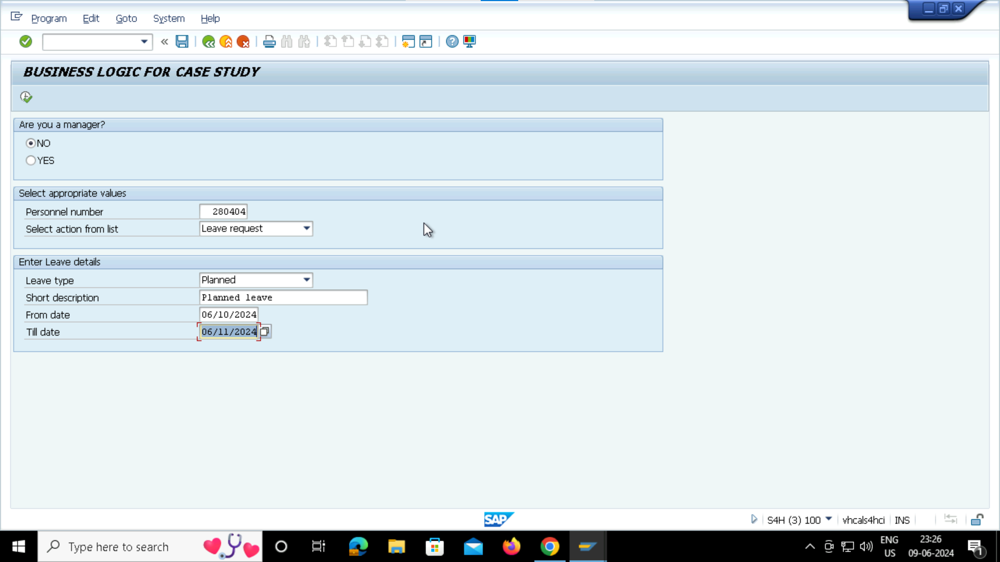 Program Edit Goto System Help
BUSINESS LOGIC FOR CASE STUDY
Are you a manager?
NO
YES
Select appropriate values
Personnel number 280404
Select action from list Leave request
Enter Leave details
Leave type Planned
Short description Planned leave
From date 06/10/2024
Till date 06/11/2024
SAP S4H (3) 100 vhcals4hci INS
Type here to search
ENG 23:26
US 09-06-2024 1